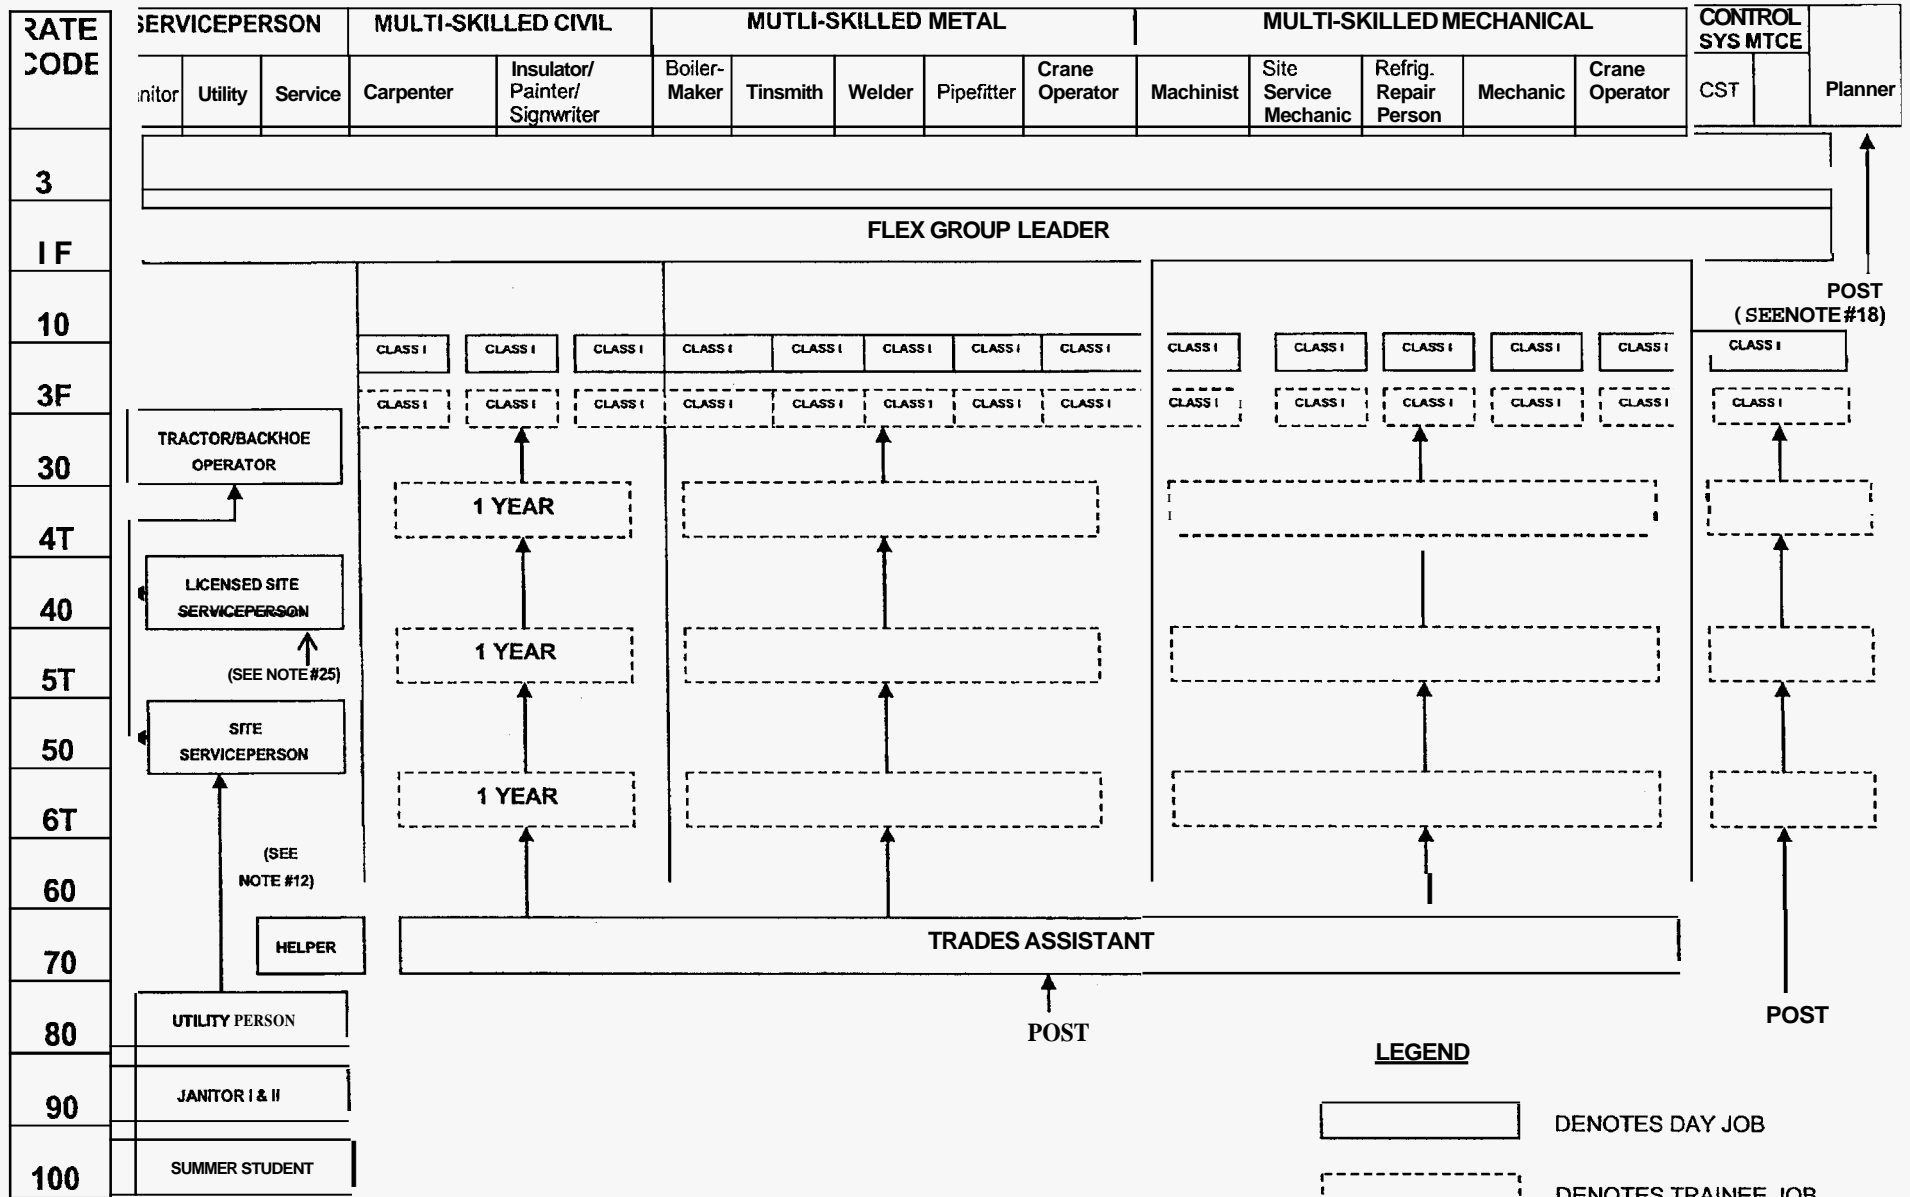 RATE
CODE
SERVICEPERSON
MULTI-SKILLED CIVIL
MUTLI-SKILLED METAL
MULTI-SKILLED MECHANICAL
CONTROL
SYS MTCE
nitor
Utility
Service
Carpenter
Insulator/
Painter/
Signwriter
Boiler-
Maker
Tinsmith
Welder
Pipefitter
Crane
Operator
Machinist
Site
Service
Mechanic
Refrig.
Repair
Person
Mechanic
Crane
Operator
CST
Planner
3
FLEX GROUP LEADER
I F
POST
(SEE NOTE #18)
10
CLASS I CLASS I CLASS I CLASS I CLASS I CLASS I CLASS I CLASS I CLASS I CLASS I CLASS I CLASS I CLASS I CLASS I
3F
CLASS I CLASS I CLASS I CLASS I CLASS I CLASS I CLASS I CLASS I CLASS I CLASS I CLASS I CLASS I CLASS I CLASS I
TRACTOR/BACKHOE
OPERATOR
30
1 YEAR
4T
LICENSED SITE
SERVICEPERSON
40
1 YEAR
(SEE NOTE #25)
5T
SITE
SERVICEPERSON
50
1 YEAR
6T
(SEE
NOTE #12)
60
HELPER
TRADES ASSISTANT
70
POST
POST
UTILITY PERSON
80
LEGEND
JANITOR I & II
90
DENOTES DAY JOB
SUMMER STUDENT
100
DENOTES TRAINEE JOB